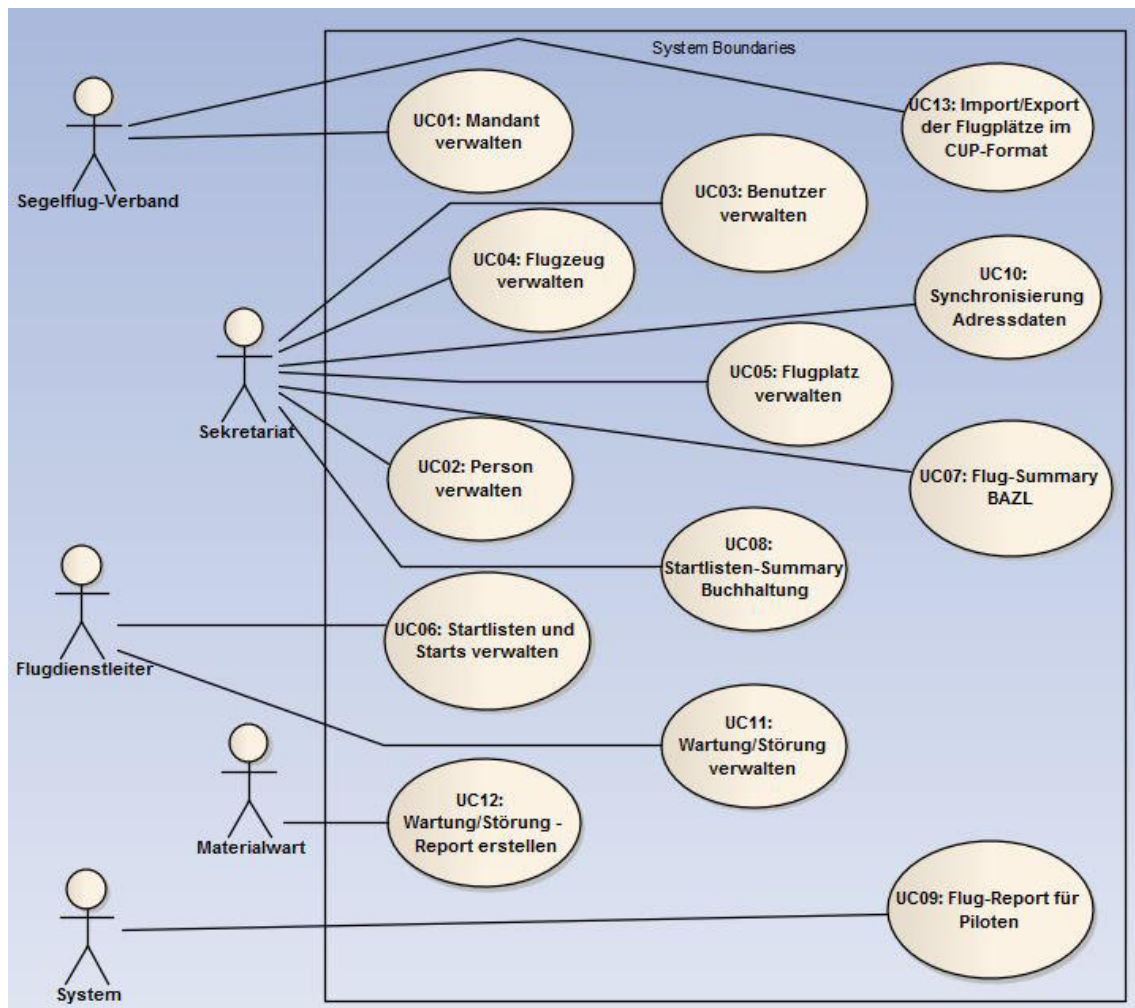 System Boundaries
UC13: Import/Export
der Flugplätze im
CUP-Format
UC01: Mandant
verwalten
Segelflug-Verband
UC03: Benutzer
verwalten
UC04: Flugzeug
verwalten
UC10:
Synchronisierung
Adressdaten
UC05: Flugplatz
verwalten
Sekretariat
UC02: Person
verwalten
UC07: Flug-Summary
BAZL
UC08:
Startlisten-Summary
Buchhaltung
UC06: Startlisten und
Starts verwalten
Flugdienstleiter
UC11:
Wartung/Störung
verwalten
UC12:
Wartung/Störung -
Report erstellen
Materialwart
UC09: Flug-Report für
Piloten
System